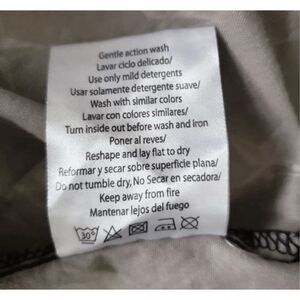 Gentle action wash
Lavar ciclo delicado/
Use only mild detergents
Usar solamente detergente suave/
Wash with similar colors
Lavar con colores similares/
Turn inside out before wash and iron
Poner al reves/
Reshape and lay flat to dry
Reformar y secar sobre superficie plana/
Do not tumble dry, No Secar en secadora/
Keep away from fire
Mantenar lejos del fuego
30°